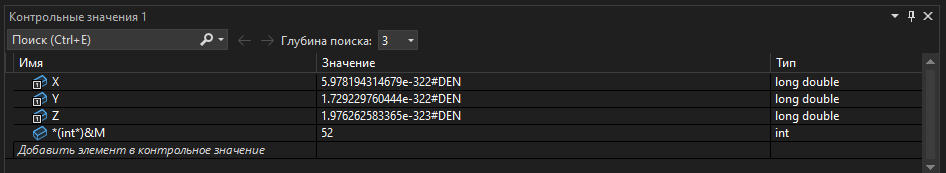 Контрольные значения 1
Поиск (Ctrl+E) Глубина поиска: 3
Имя Значение Тип
X 5.978194314679e-322#DEN long double
Y 1.729229760444e-322#DEN long double
Z 1.976262583365e-323#DEN long double
*(int*)&M 52 int
Добавить элемент в контрольное значение